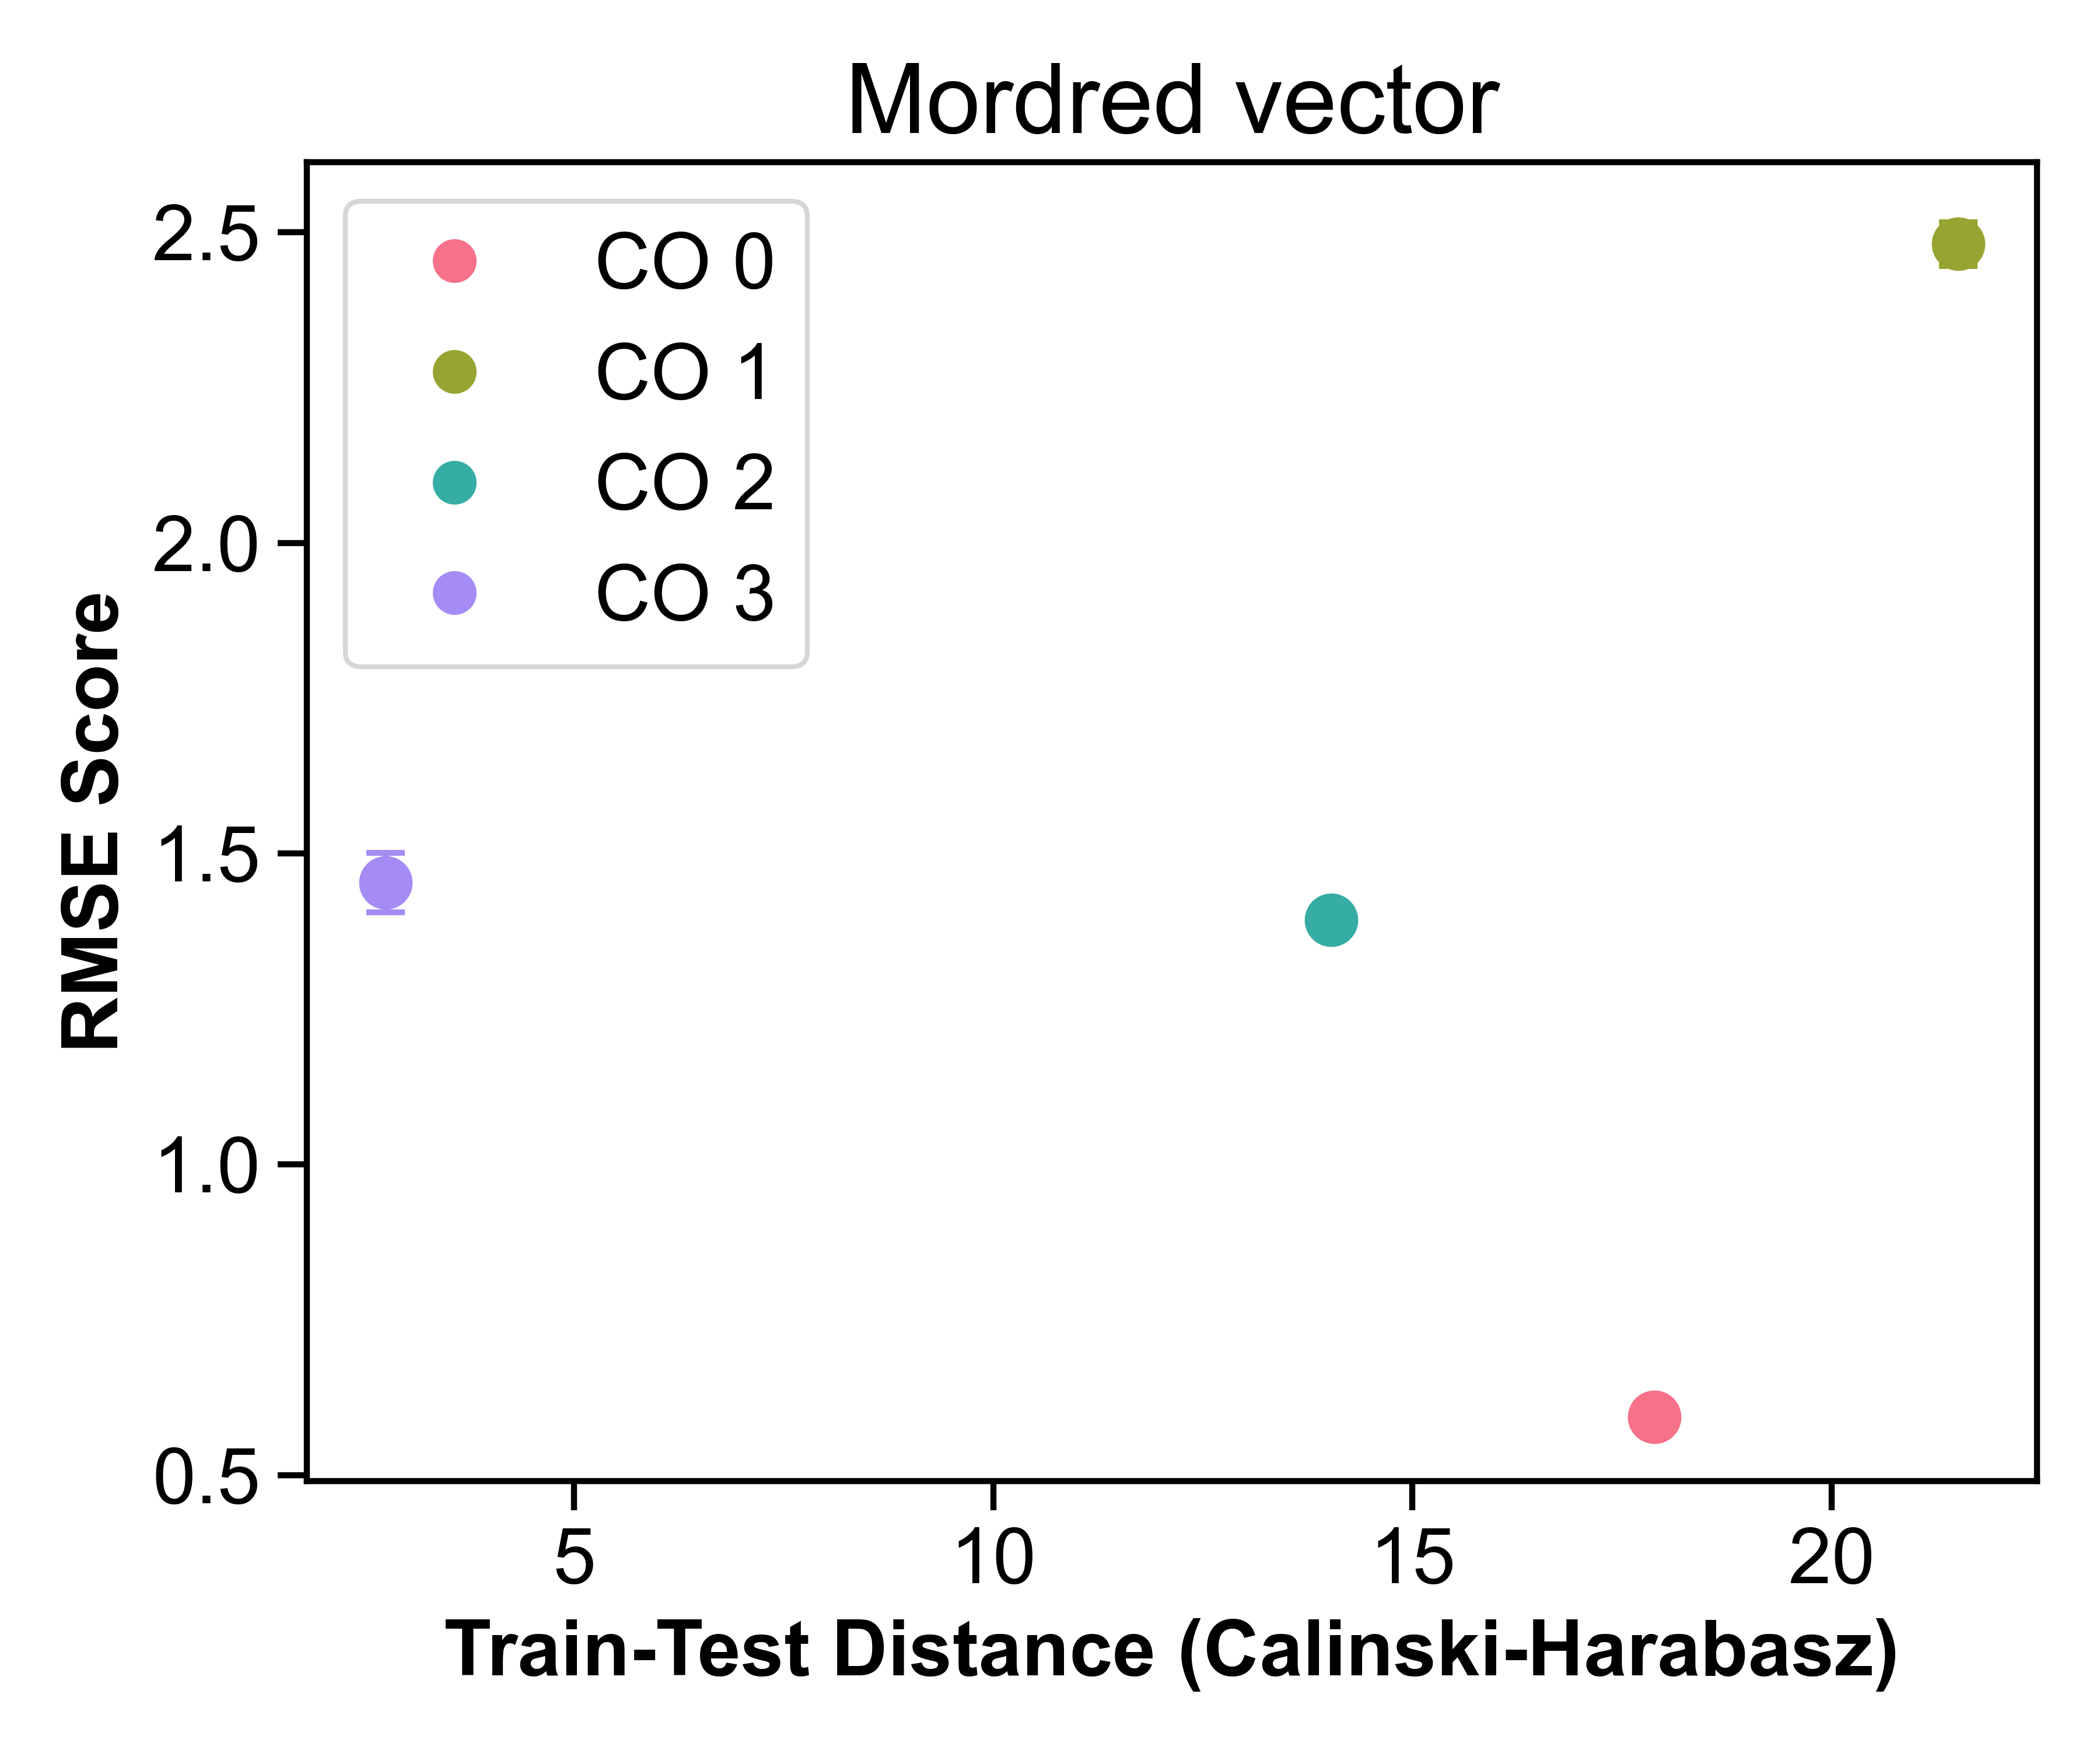 Mordred vector
CO 0
CO 1
CO 2
CO 3
RMSE Score
2.5
2.0
1.5
1.0
0.5
5
10
15
20
Train-Test Distance (Calinski-Harabasz)